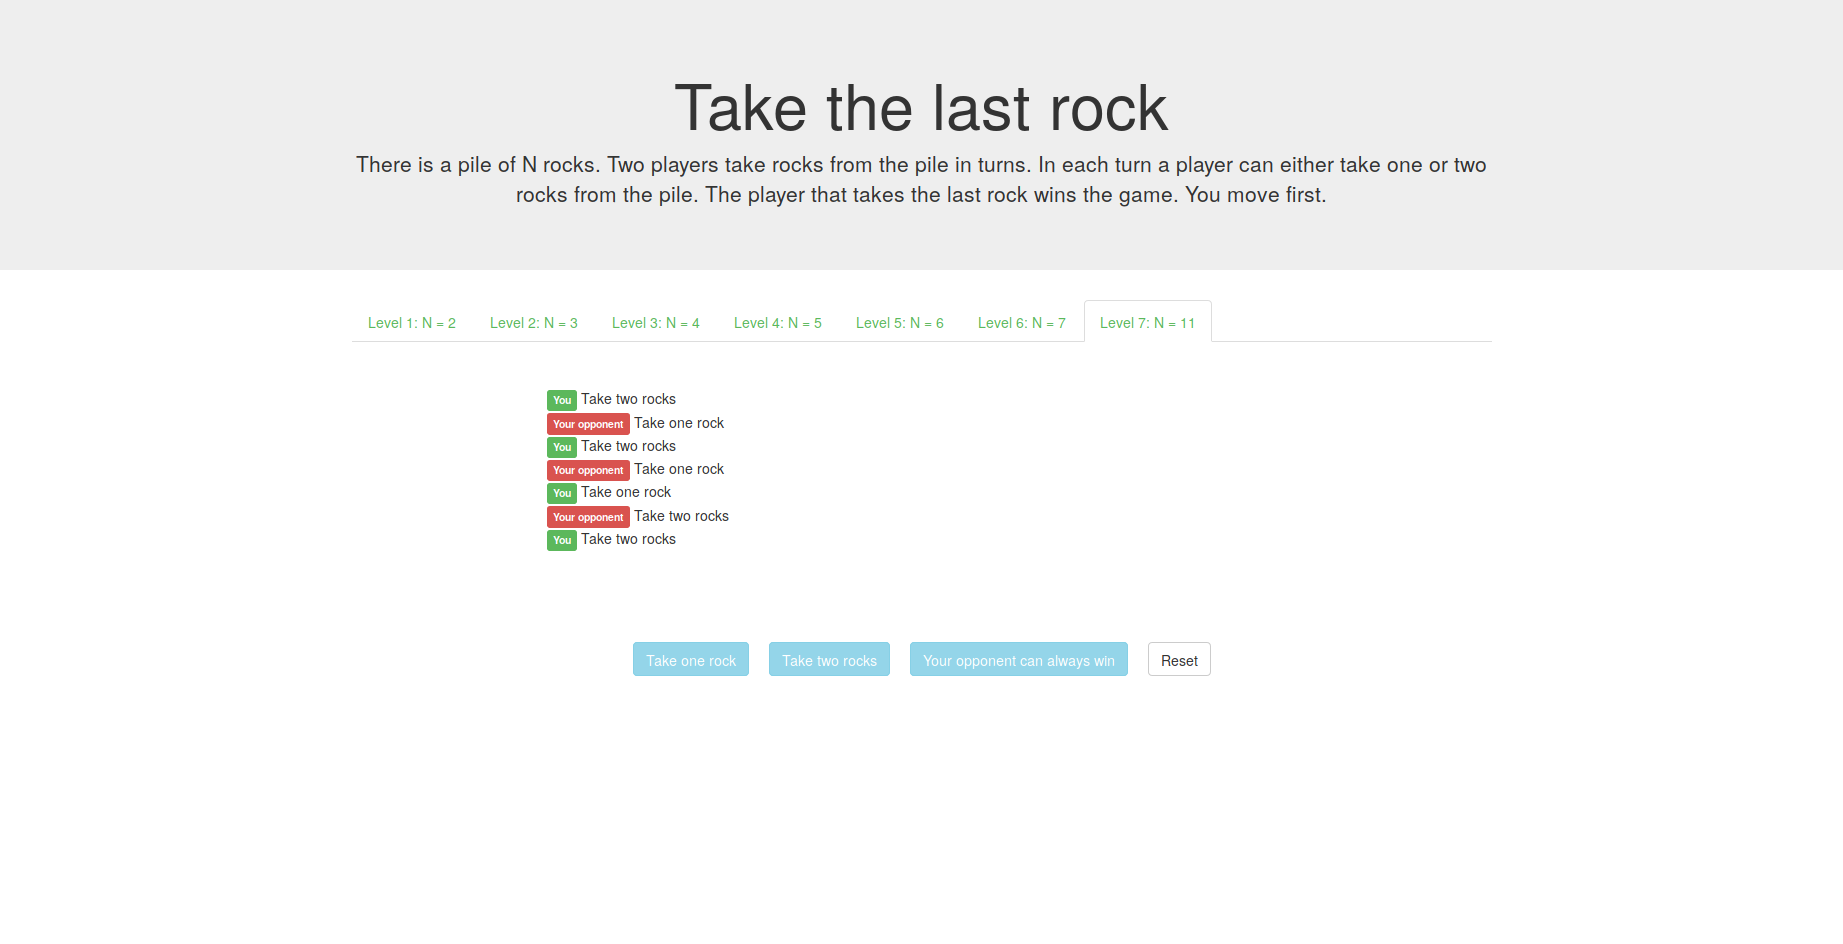 Take the last rock
There is a pile of N rocks. Two players take rocks from the pile in turns. In each turn a player can either take one or two
rocks from the pile. The player that takes the last rock wins the game. You move first.
Level 1: N = 2 Level 2: N = 3 Level 3: N = 4 Level 4: N = 5 Level 5: N = 6 Level 6: N = 7 Level 7: N = 11
You Take two rocks
Your opponent Take one rock
You Take two rocks
Your opponent Take one rock
You Take one rock
Your opponent Take two rocks
You Take two rocks
Take one rock Take two rocks Your opponent can always win Reset